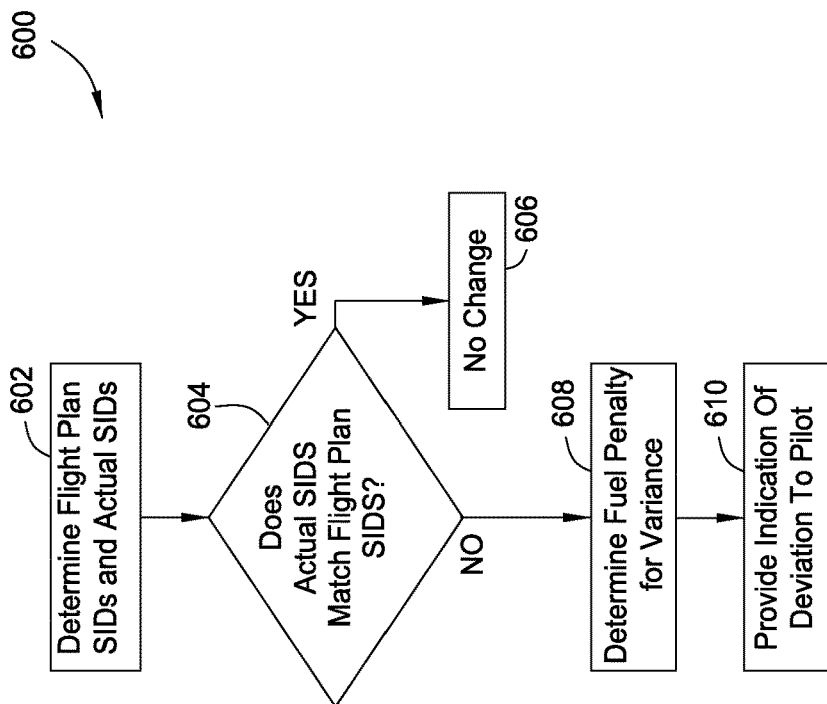 600
602
Determine Flight Plan
SIDs and Actual SIDs
604
Does
Actual SIDS
Match Flight Plan
SIDS?
YES
No Change
606
NO
608
Determine Fuel Penalty
for Variance
610
Provide Indication Of
Deviation To Pilot